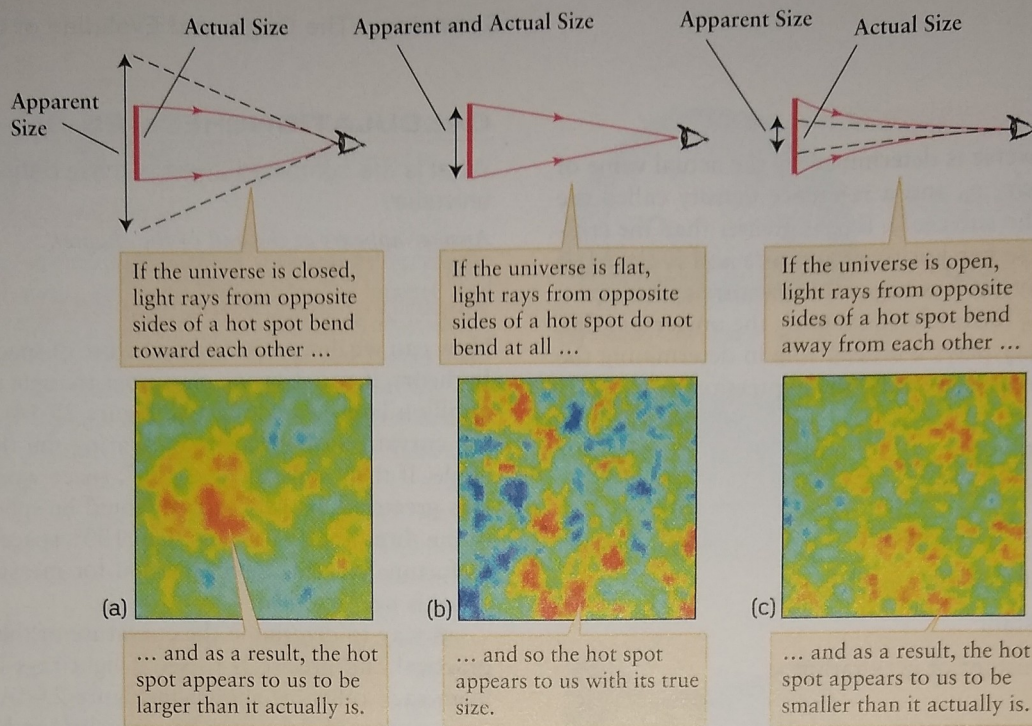 Actual Size
Apparent and Actual Size
Apparent Size
Actual Size
Apparent
Size
If the universe is closed,
light rays from opposite
sides of a hot spot bend
toward each other ...
If the universe is flat,
light rays from opposite
sides of a hot spot do not
bend at all ...
If the universe is open,
light rays from opposite
sides of a hot spot bend
away from each other ...
(a)
(b)
(c)
... and as a result, the hot
spot appears to us to be
larger than it actually is.
... and so the hot spot
appears to us with its true
size.
... and as a result, the hot
spot appears to us to be
smaller than it actually is.